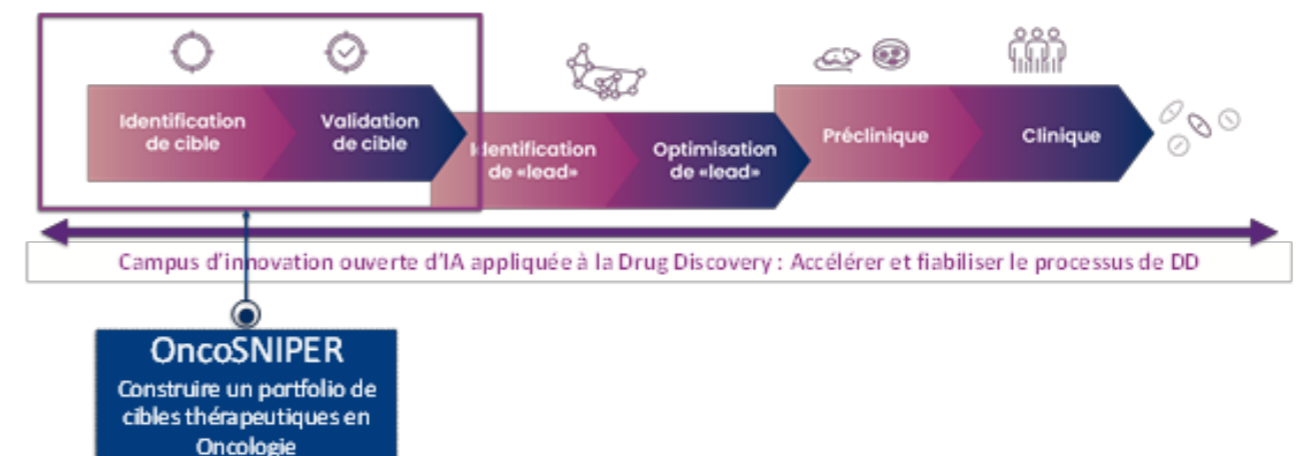 Identification
de cible
Validation
de cible
Identification
de «lead»
Optimisation
de «lead»
Préclinique
Clinique
Campus d'innovation ouverte d'IA appliquée à la Drug Discovery : Accélérer et fiabiliser le processus de DD
OncoSNIPER
Construire un portfolio de
cibles thérapeutiques en
Oncologie